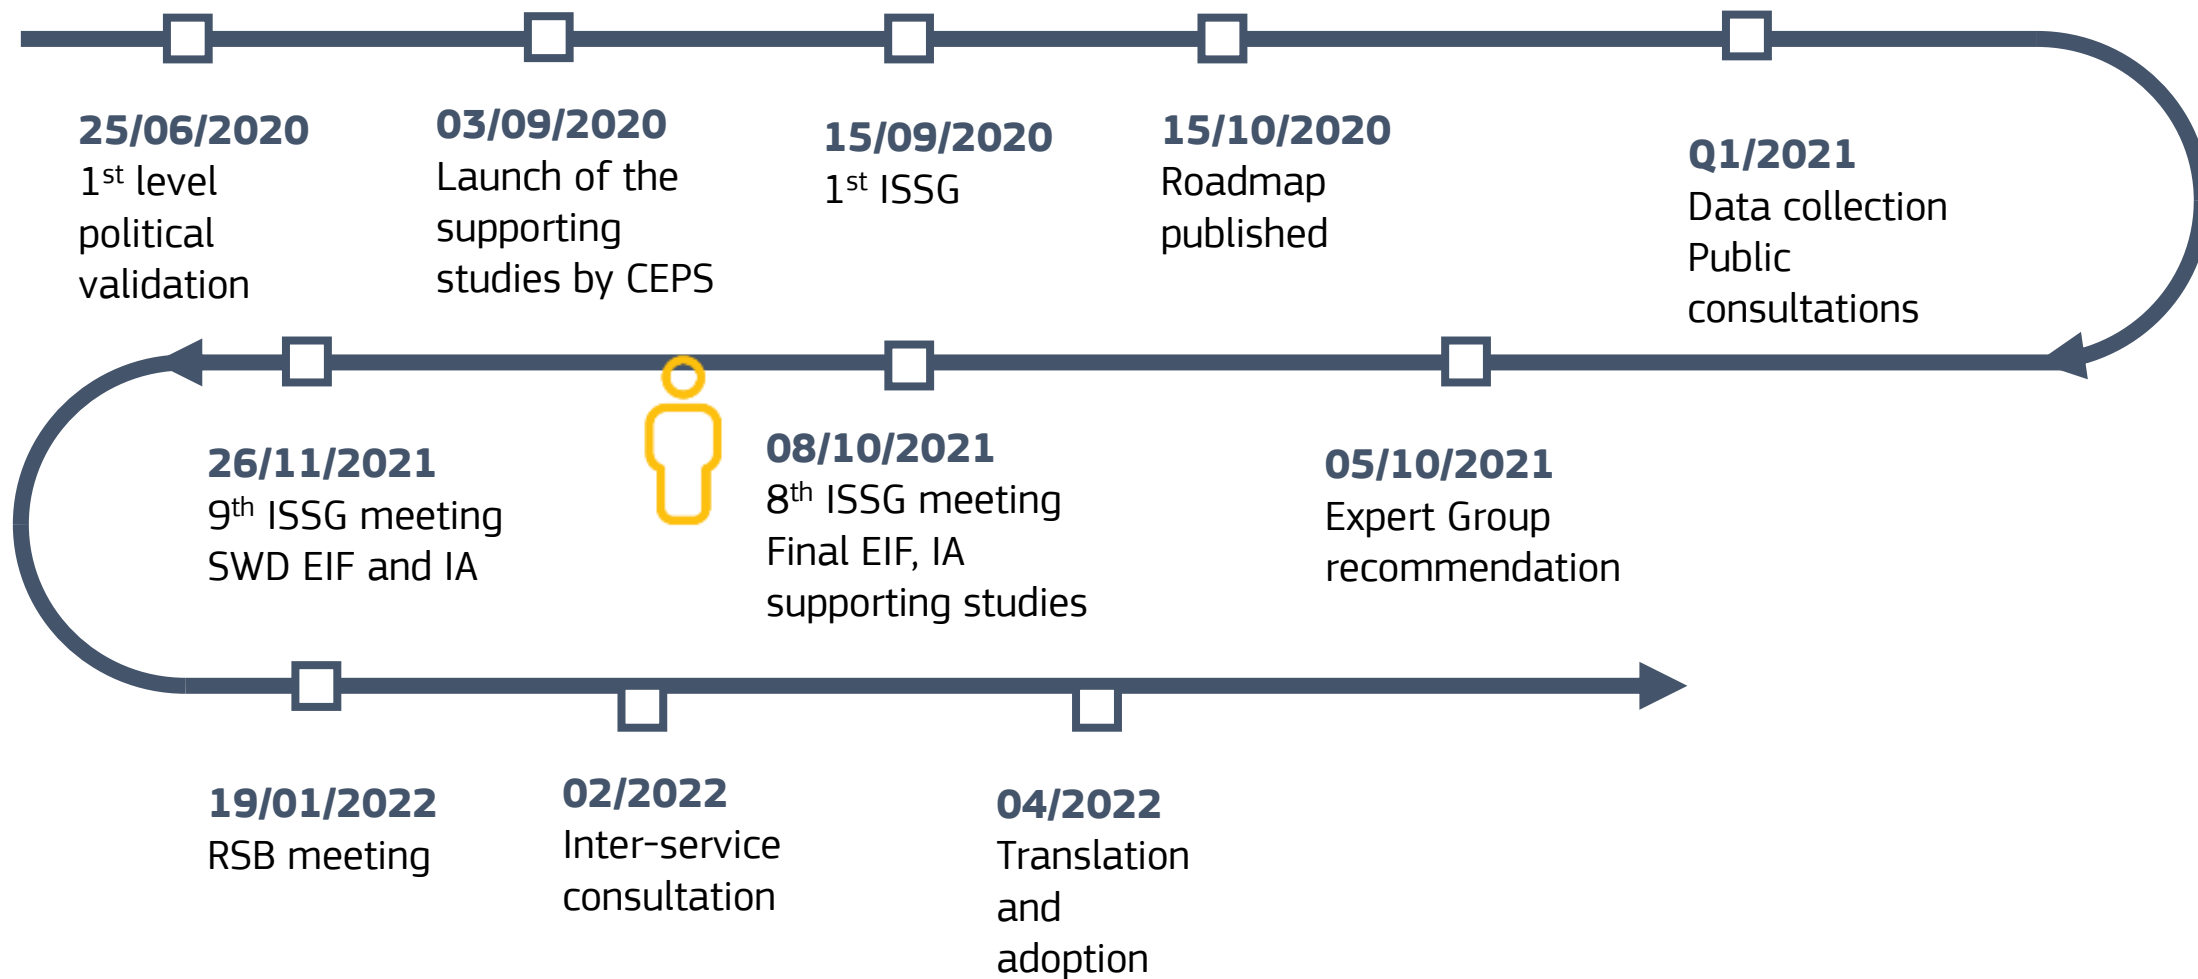 25/06/2020
1st level
political
validation
03/09/2020
Launch of the
supporting
studies by CEPS
15/09/2020
1st ISSG
15/10/2020
Roadmap
published
Q1/2021
Data collection
Public
consultations
26/11/2021
9th ISSG meeting
SWD EIF and IA
08/10/2021
8th ISSG meeting
Final EIF, IA
supporting studies
05/10/2021
Expert Group
recommendation
19/01/2022
RSB meeting
02/2022
Inter-service
consultation
04/2022
Translation
and
adoption